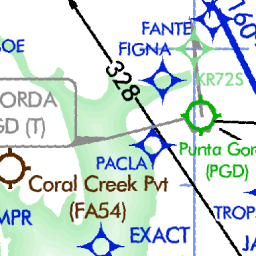 FANTE
160
OE
FIGNA
328
KR72S
ORDA
GD (T)
Punta Gor
(PGD)
PACLA
Coral Creek Pvt
(FA54)
TROP
MPR
EXACT
JA